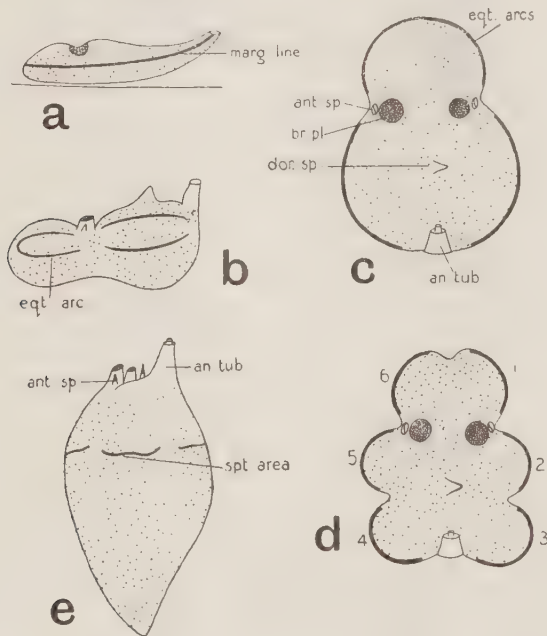 marg line
a
eqt. arcs
ant sp
br pl
dor. sp
an tub
c
b
eqt arc
ant sp
an tub
spt area
e
6
1
5
2
4
3
d